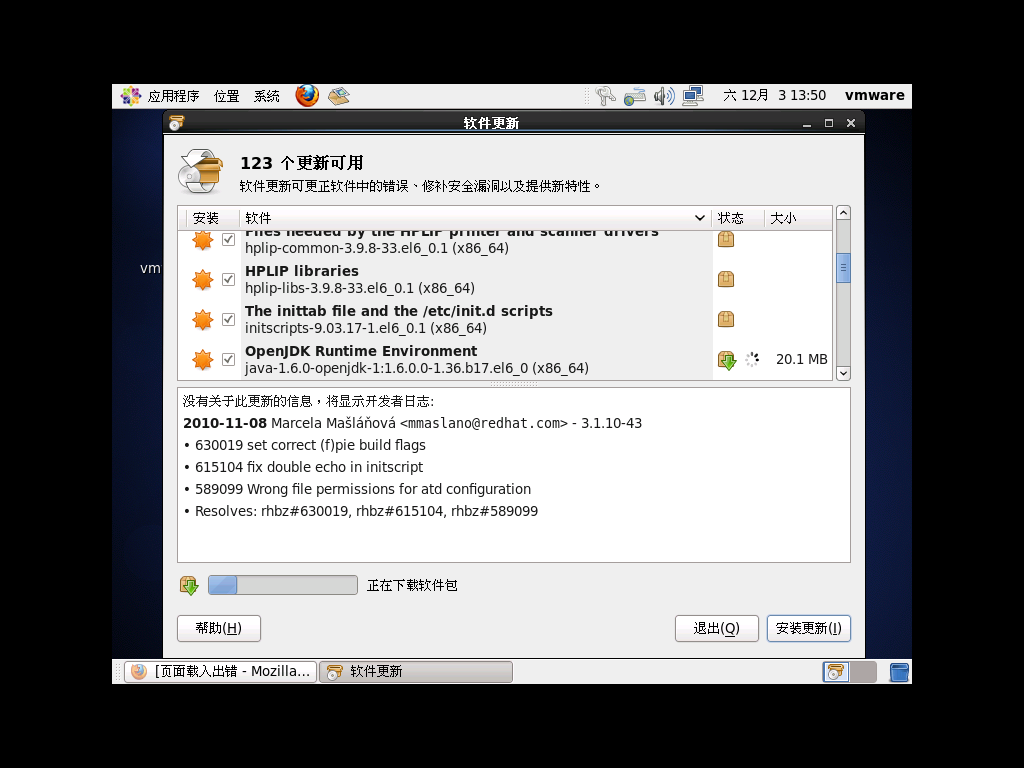 应用程序 位置 系统 六 12月 3 13:50 vmware
软件更新
123 个更新可用
软件更新可更正软件中的错误、修补安全漏洞以及提供新特性。
安装 软件 状态 大小
Files needed by the HPLIP printer and scanner drivers
hplip-common-3.9.8-33.el6_0.1 (x86_64)
vm
HPLIP libraries
hplip-libs-3.9.8-33.el6_0.1 (x86_64)
The inittab file and the /etc/init.d scripts
initscripts-9.03.17-1.el6_0.1 (x86_64)
OpenJDK Runtime Environment
java-1.6.0-openjdk-1:1.6.0.0-1.36.b17.el6_0 (x86_64) 20.1 MB
没有关于此更新的信息，将显示开发者日志:
2010-11-08 Marcela Mašláňová <mmaslano@redhat.com> - 3.1.10-43
• 630019 set correct (f)pie build flags
• 615104 fix double echo in initscript
• 589099 Wrong file permissions for atd configuration
• Resolves: rhbz#630019, rhbz#615104, rhbz#589099
正在下载软件包
帮助(H) 退出(Q) 安装更新(I)
[页面载入出错 - Mozilla... 软件更新